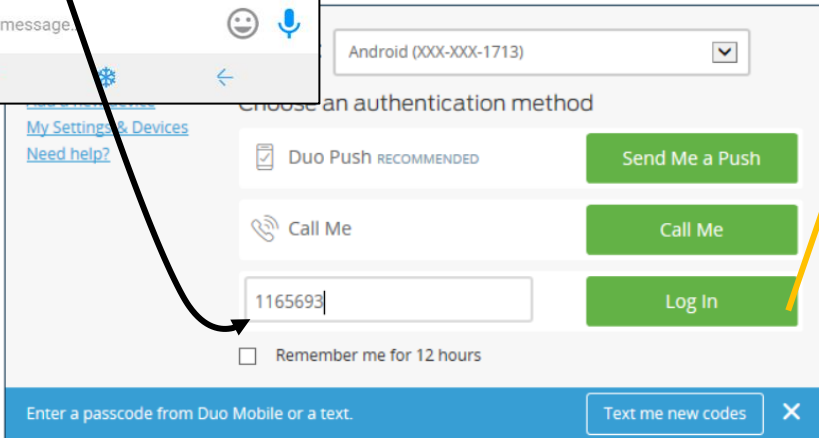 message..
Android (XXX-XXX-1713)
Choose an authentication method
My Settings & Devices
Need help?
Duo Push RECOMMENDED
Send Me a Push
Call Me
Call Me
1165693
Log In
Remember me for 12 hours
Enter a passcode from Duo Mobile or a text.
Text me new codes